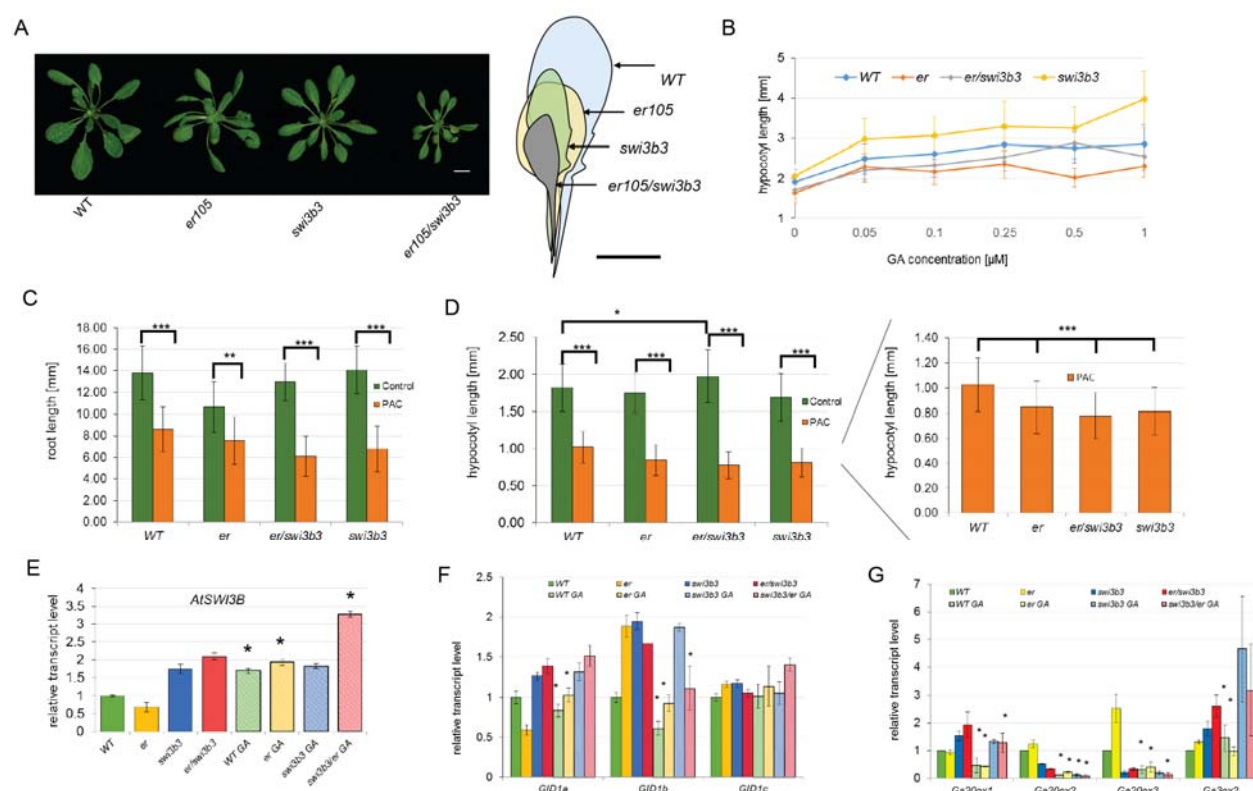 A
WT
er105
swi3b3
er105/swi3b3
WT
er105
swi3b3
er105/swi3b3
B
hypocotyl length [mm]
5
4
3
2
1
WT er er/swi3b3 swi3b3
0 0.05 0.1 0.25 0.5 1
GA concentration [µM]
C
root length [mm]
18.00
16.00
14.00
12.00
10.00
8.00
6.00
4.00
2.00
0.00
*** ** *** ***
Control
PAC
WT er er/swi3b3 swi3b3
D
hypocotyl length [mm]
2.50
2.00
1.50
1.00
0.50
0.00
*
*** *** *** ***
Control
PAC
WT er er/swi3b3 swi3b3
hypocotyl length [mm]
1.40
1.20
1.00
0.80
0.60
0.40
0.20
0.00
***
PAC
WT er er/swi3b3 swi3b3
E
AtSWI3B
relative transcript level
4
3.5
3
2.5
2
1.5
1
0.5
0
* * *
WT er swi3b3 er/swi3b3 WT GA er GA swi3b3 GA swi3b3/er GA
F
relative transcript level
2.5
2
1.5
1
0.5
0
WT er swi3b3 er/swi3b3
WT GA er GA swi3b3 GA swi3b3/er GA
* * * *
GID1a GID1b GID1c
G
relative transcript level
7
6
5
4
3
2
1
0
WT er swi3b3 er/swi3b3
WT GA er GA swi3b3 GA swi3b3/er GA
* * * * * * * * * * * *
Ga20ox1 Ga20ox2 Ga20ox3 Ga3ox2